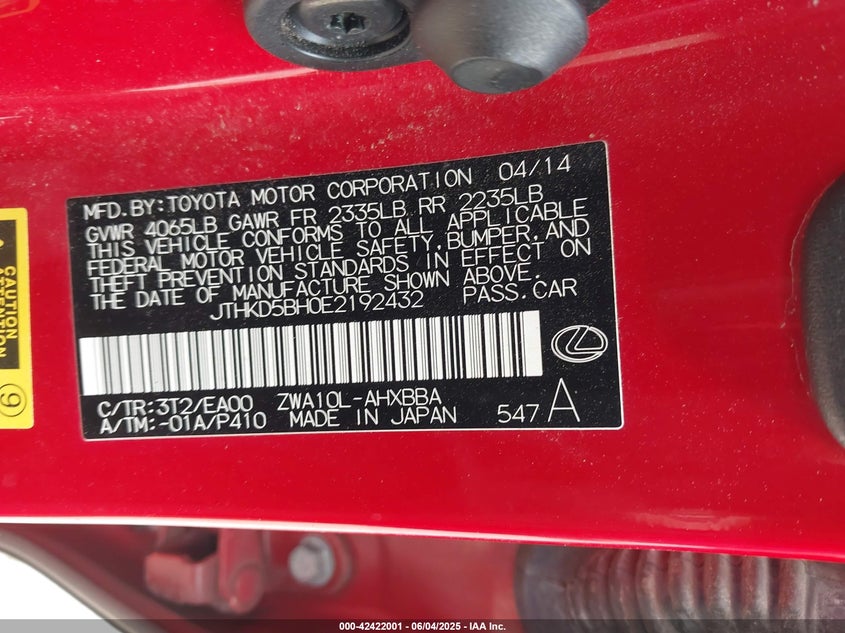 MFD.BY:TOYOTA MOTOR CORPORATION 04/14
GVWR 4065LB GAWR FR 2335LB RR 2235LB
THIS VEHICLE CONFORMS TO ALL APPLICABLE
FEDERAL MOTOR VEHICLE SAFETY,BUMPER,AND
THEFT PREVENTION STANDARDS IN EFFECT ON
THE DATE OF MANUFACTURE SHOWN ABOVE.
JTHKD5BH0E2192432 PASS.CAR
C/TR:3T2/EA00 ZWA10L-AHXBBA
A/TM:-01A/P410 MADE IN JAPAN 547 A
CAUTION
ATTENTION
9
000-42422001 - 06/04/2025 - IAA Inc.